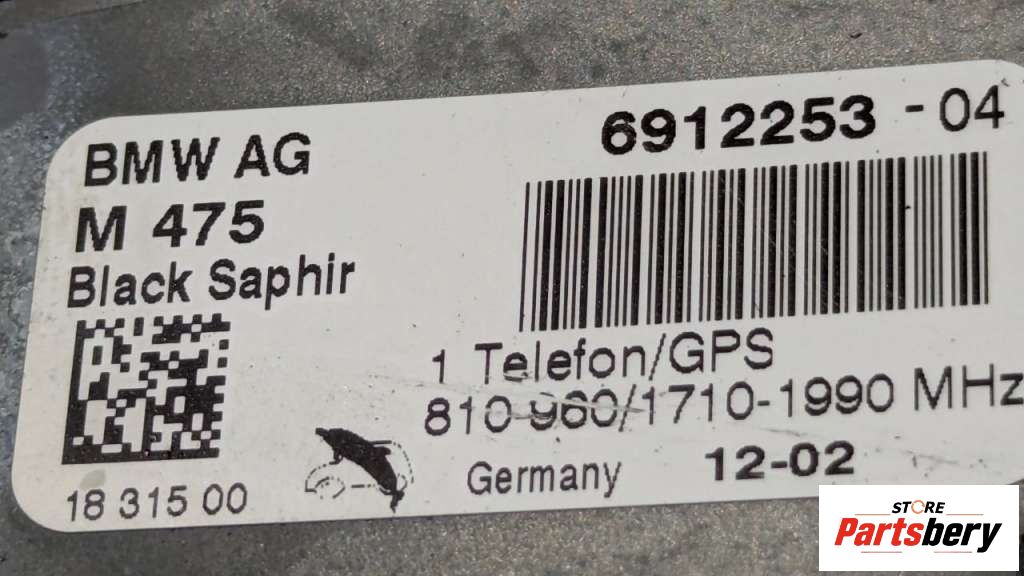 BMW AG
6912253 - 04
M 475
Black Saphir
1 Telefon/GPS
810-960/1710-1990 MHz
18 315 00
Germany
12-02
STORE
Partsbery